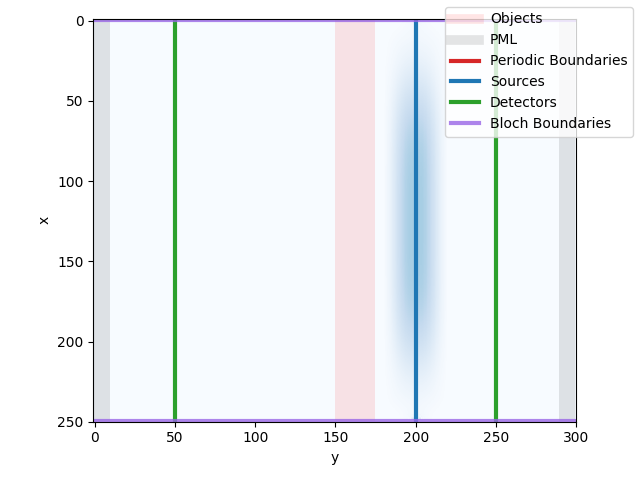 Objects
PML
Periodic Boundaries
Sources
Detectors
Bloch Boundaries
0
50
100
150
200
250
x
0 50 100 150 200 250 300
y